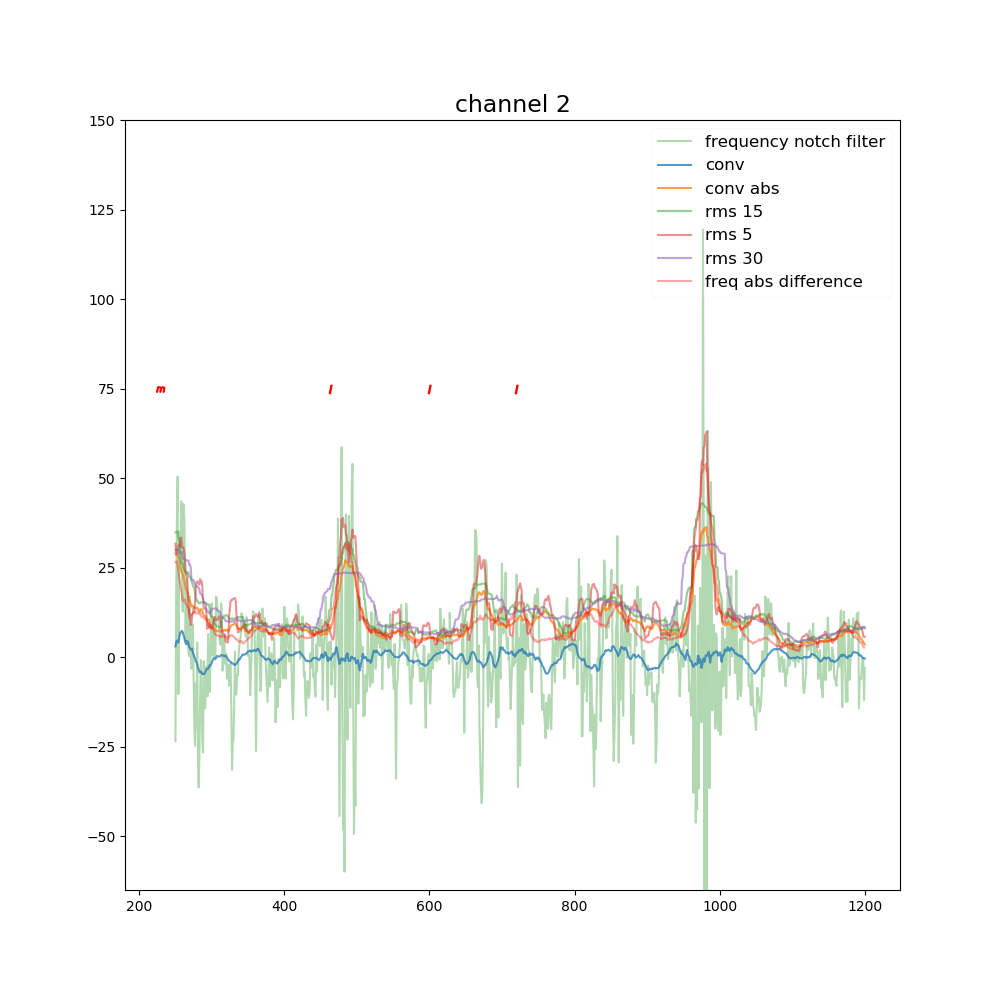 channel 2
150
125
100
75
50
25
0
−25
−50
frequency notch filter
conv
conv abs
rms 15
rms 5
rms 30
freq abs difference
m l l l
200 400 600 800 1000 1200